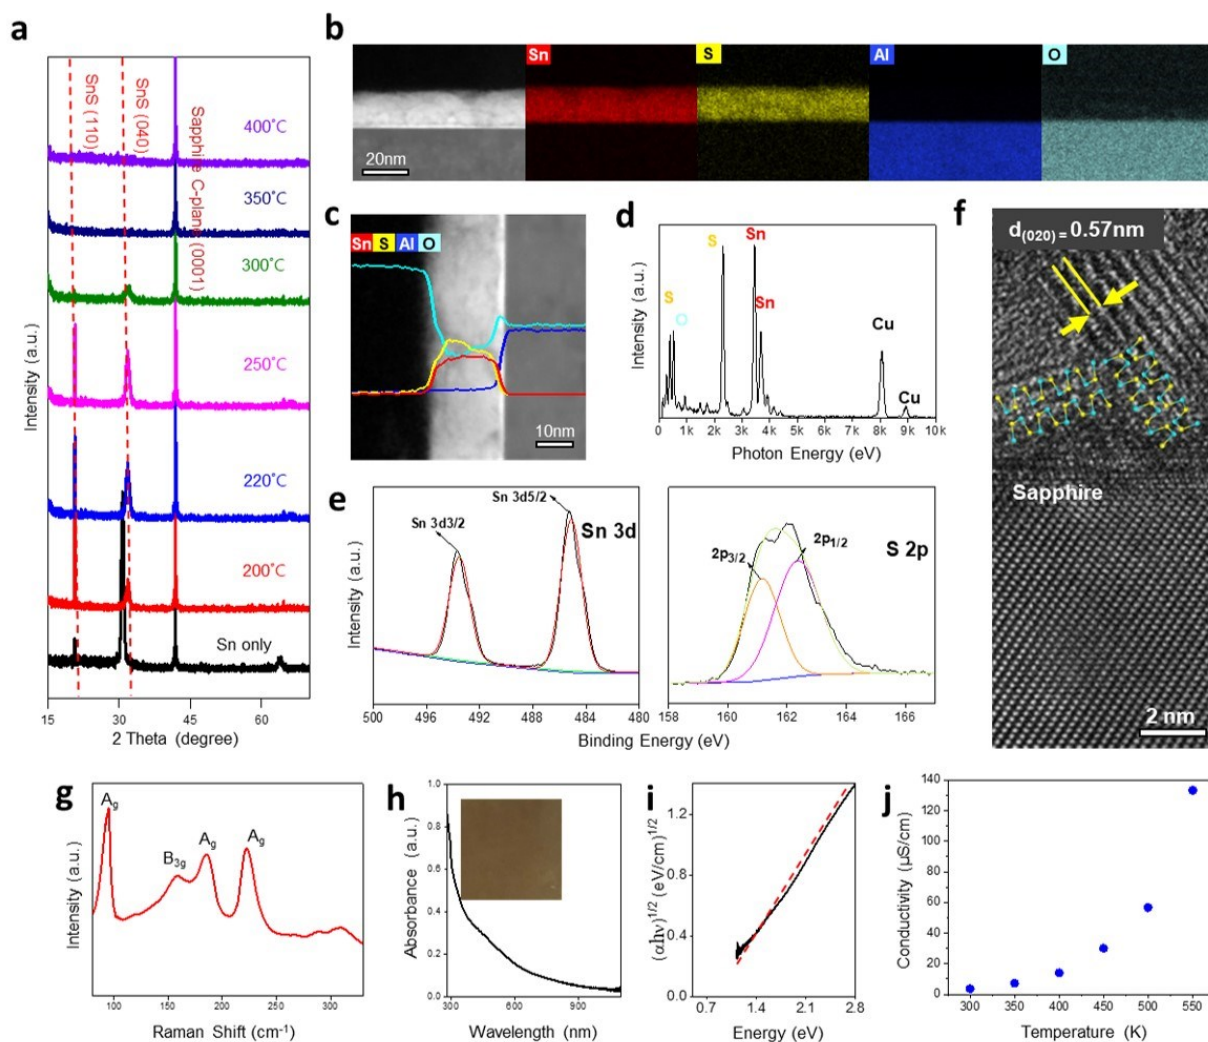 a
SnS (110)
SnS (040)
Sapphire C-plane (0001)
400˚C
350˚C
300˚C
250˚C
220˚C
200˚C
Sn only
Intensity (a.u.)
15 30 45 60
2 Theta (degree)
b
Sn S Al O
20nm
c
Sn S Al O
10nm
d
S
O
S
Sn
Sn
Cu
Cu
Intensity (a.u.)
0 1k 2k 3k 4k 5k 6k 7k 8k 9k 10k
Photon Energy (eV)
e
Sn 3d3/2
Sn 3d5/2
Sn 3d
Intensity (a.u.)
500 496 492 488 484 480
2p3/2
2p1/2
S 2p
158 160 162 164 166
Binding Energy (eV)
f
d(020) = 0.57nm
Sapphire
2 nm
g
Ag
B3g
Ag
Ag
Intensity (a.u.)
100 200 300
Raman Shift (cm-1)
h
Absorbance (a.u.)
1.0
0.8
0.6
0.4
0.2
0.0
300 600 900
Wavelength (nm)
i
(αhν)1/2 (eV/cm)1/2
1.2
0.8
0.4
0.0
0.7 1.4 2.1 2.8
Energy (eV)
j
Conductivity (µS/cm)
140
120
100
80
60
40
20
0
300 350 400 450 500 550
Temperature (K)